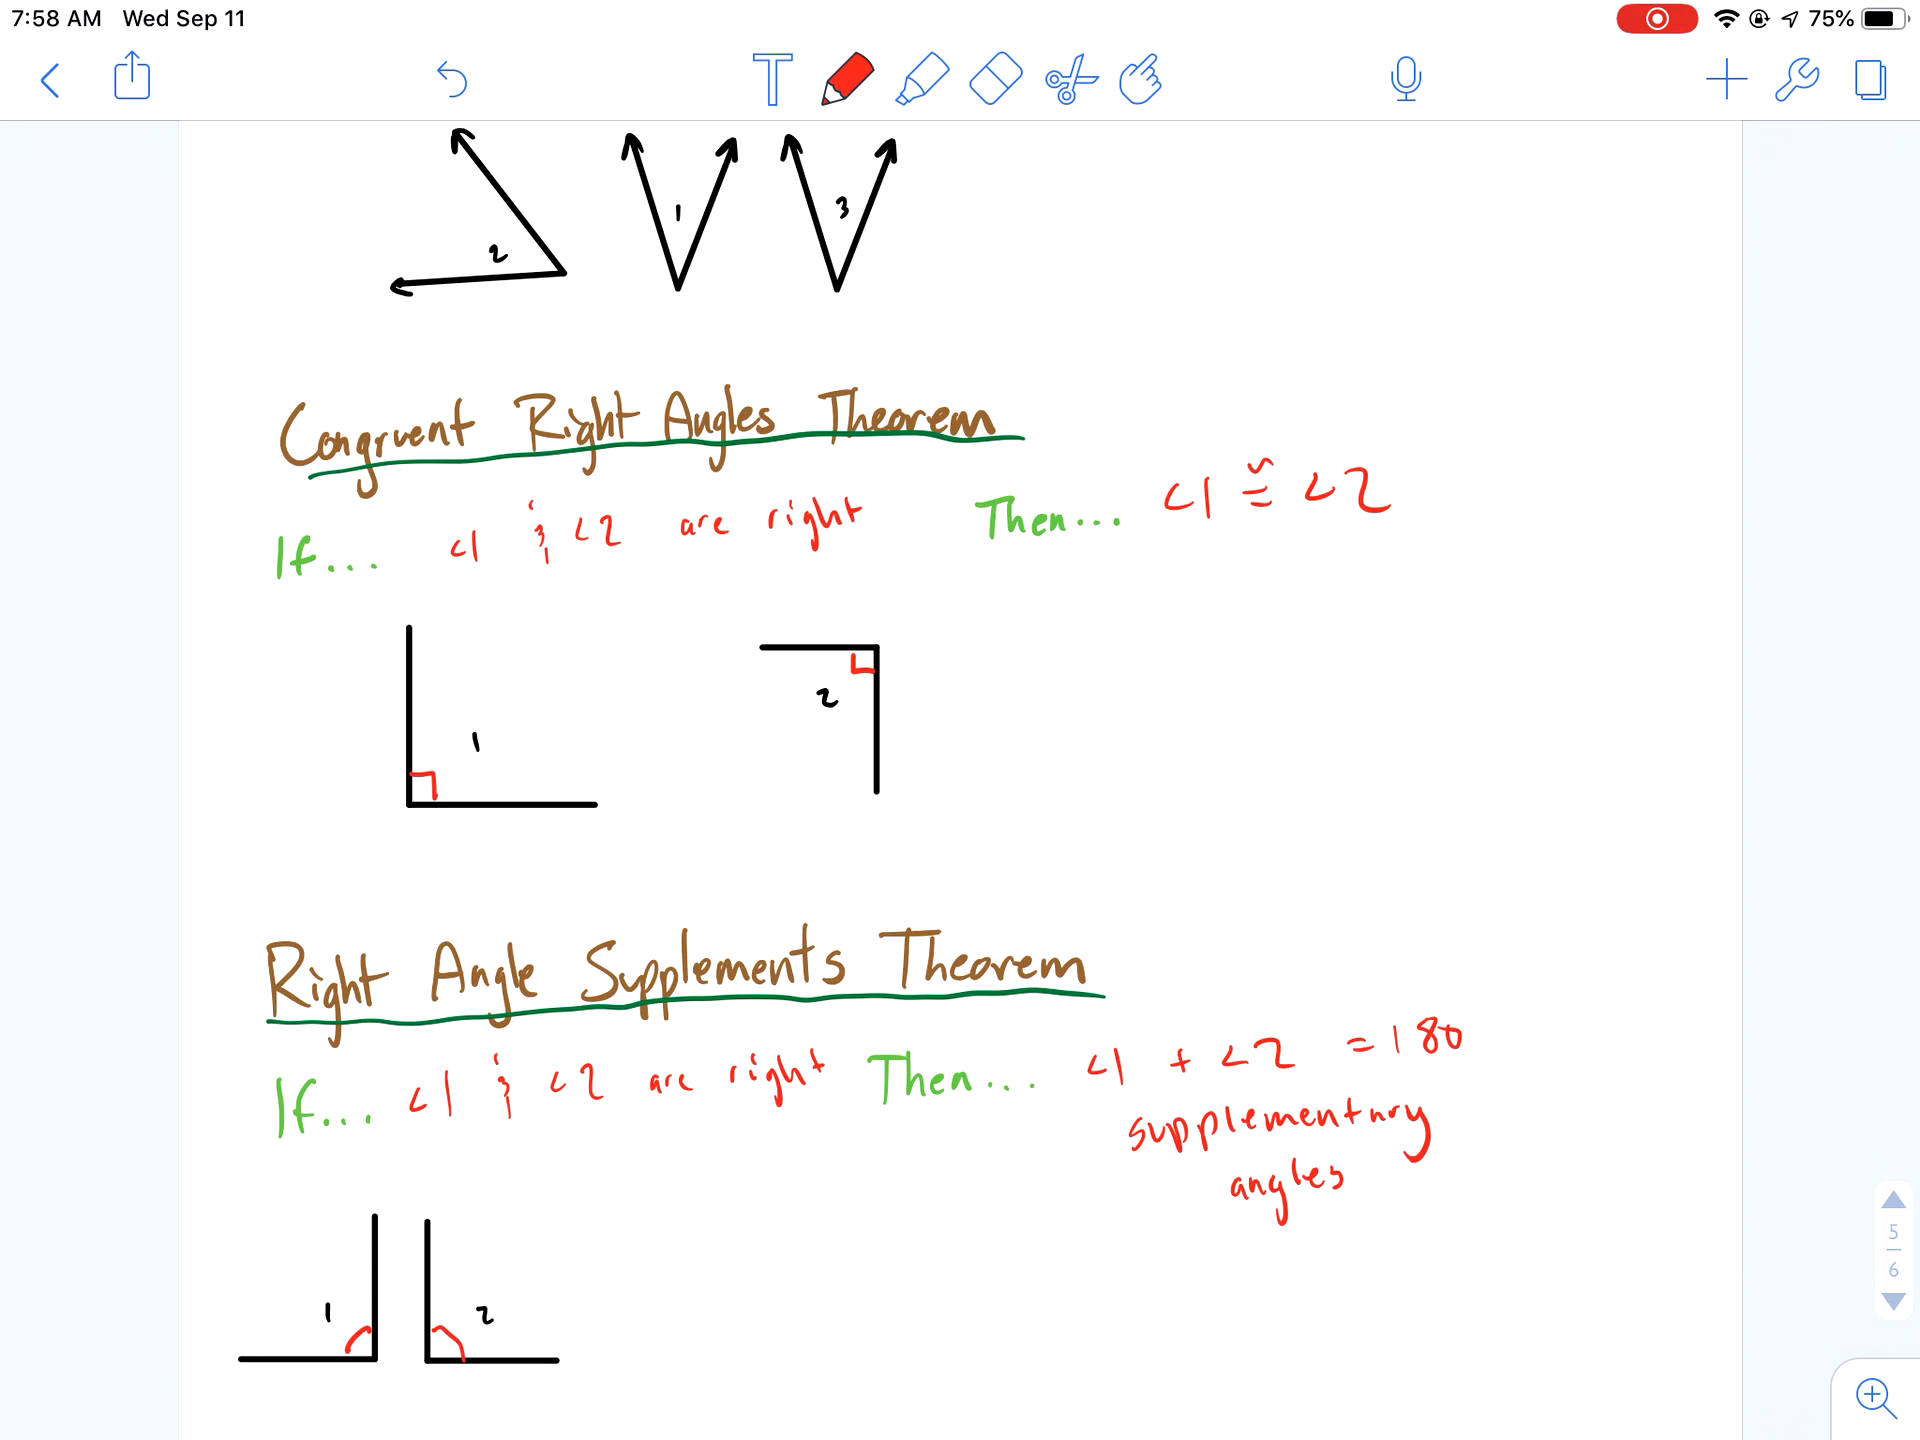 7:58 AM Wed Sep 11
75%
T
2 1 3
Congruent Right Angles Theorem
If... <1 & <2 are right Then... <1 ≅ <2
1 2
Right Angle Supplements Theorem
If... <1 & <2 are right Then... <1 + <2 = 180
supplementary
angles
1 2
5
6